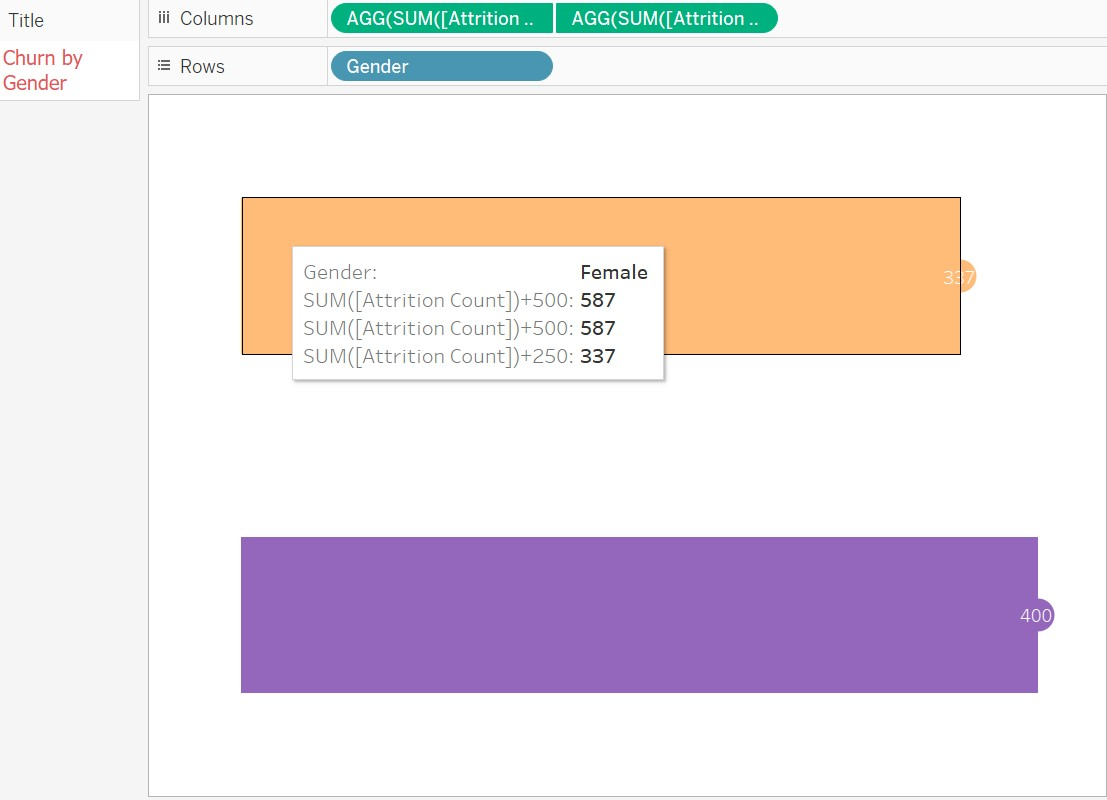 Title
Churn by
Gender
iii Columns
AGG(SUM([Attrition ..
AGG(SUM([Attrition ..
Rows
Gender
337
Gender: Female
SUM([Attrition Count])+500: 587
SUM([Attrition Count])+500: 587
SUM([Attrition Count])+250: 337
400